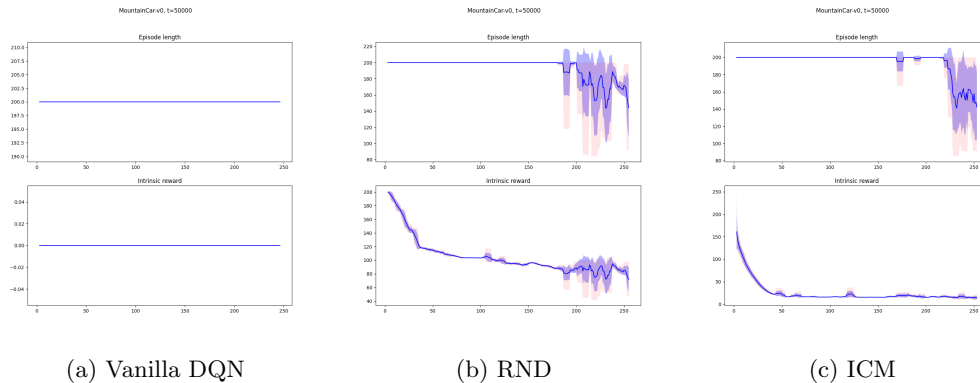 MountainCar-v0, t=50000
Episode length
210.0
207.5
205.0
202.5
200.0
197.5
195.0
192.5
190.0
0 50 100 150 200 250
Intrinsic reward
0.04
0.02
0.00
−0.02
−0.04
0 50 100 150 200 250
(a) Vanilla DQN
MountainCar-v0, t=50000
Episode length
200
180
160
140
120
100
80
0 50 100 150 200 250
Intrinsic reward
200
180
160
140
120
100
80
60
40
0 50 100 150 200 250
(b) RND
MountainCar-v0, t=50000
Episode length
200
180
160
140
120
100
80
0 50 100 150 200 250
Intrinsic reward
250
200
150
100
50
0
0 50 100 150 200 250
(c) ICM